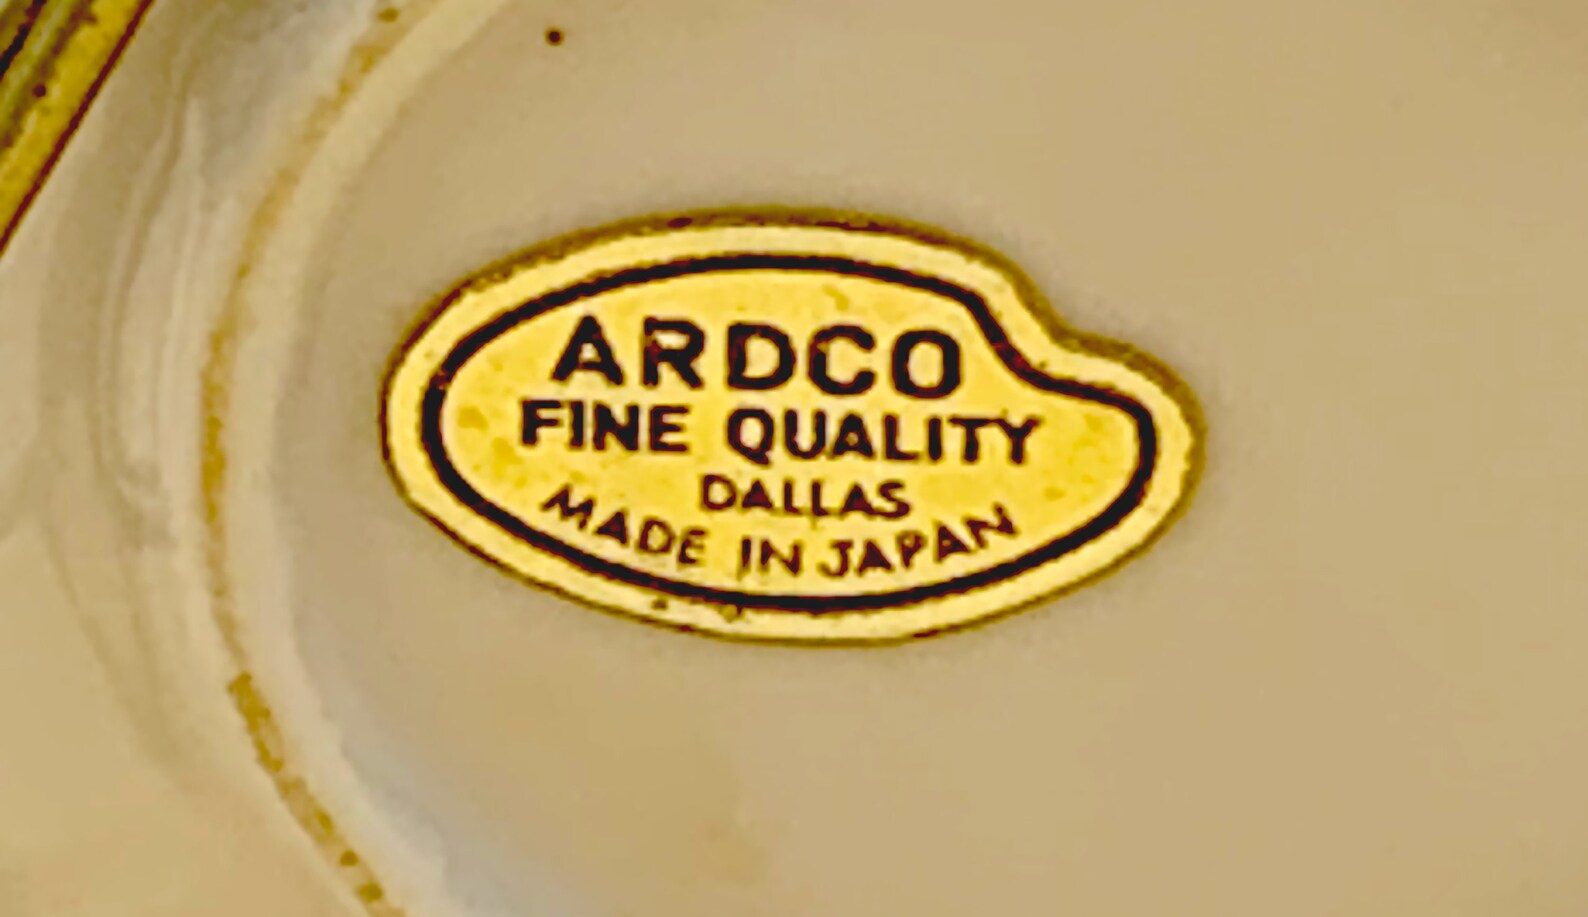 ARDCO
FINE QUALITY
DALLAS
MADE IN JAPAN